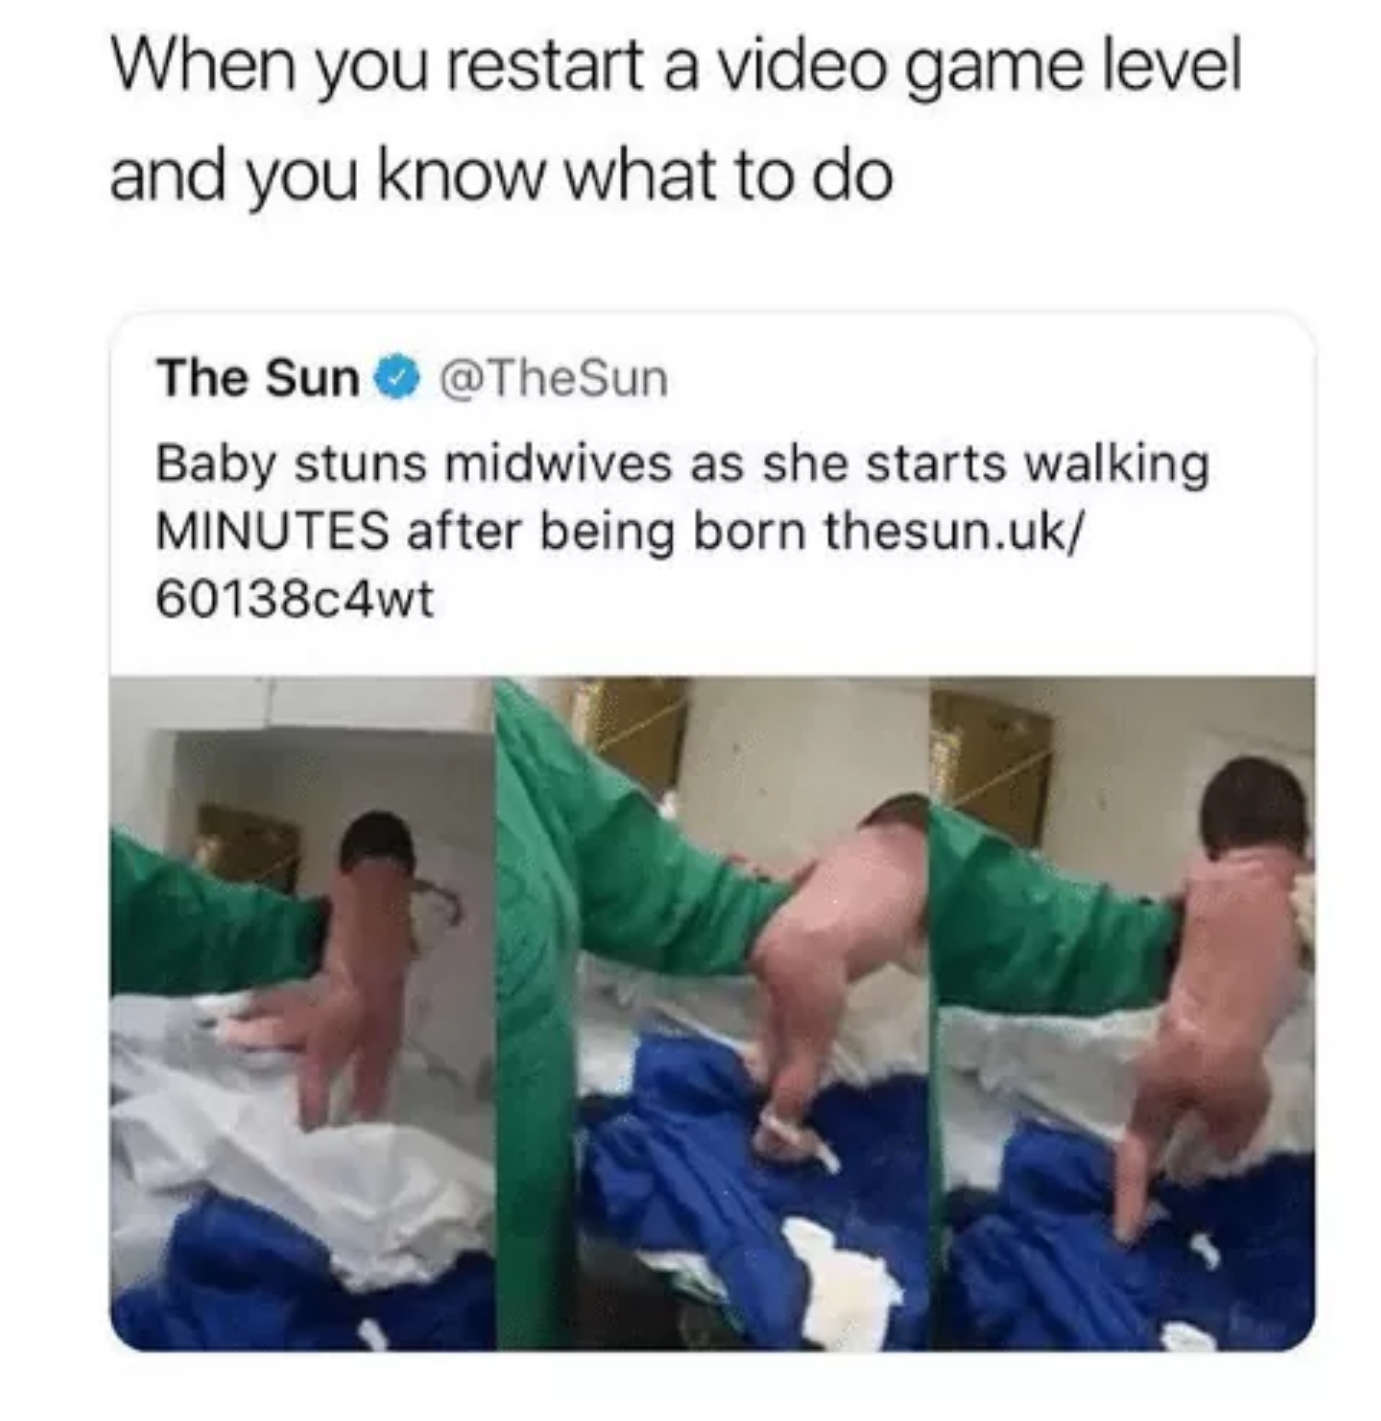 When you restart a video game level
and you know what to do
The Sun @TheSun
Baby stuns midwives as she starts walking
MINUTES after being born thesun.uk/
60138c4wt